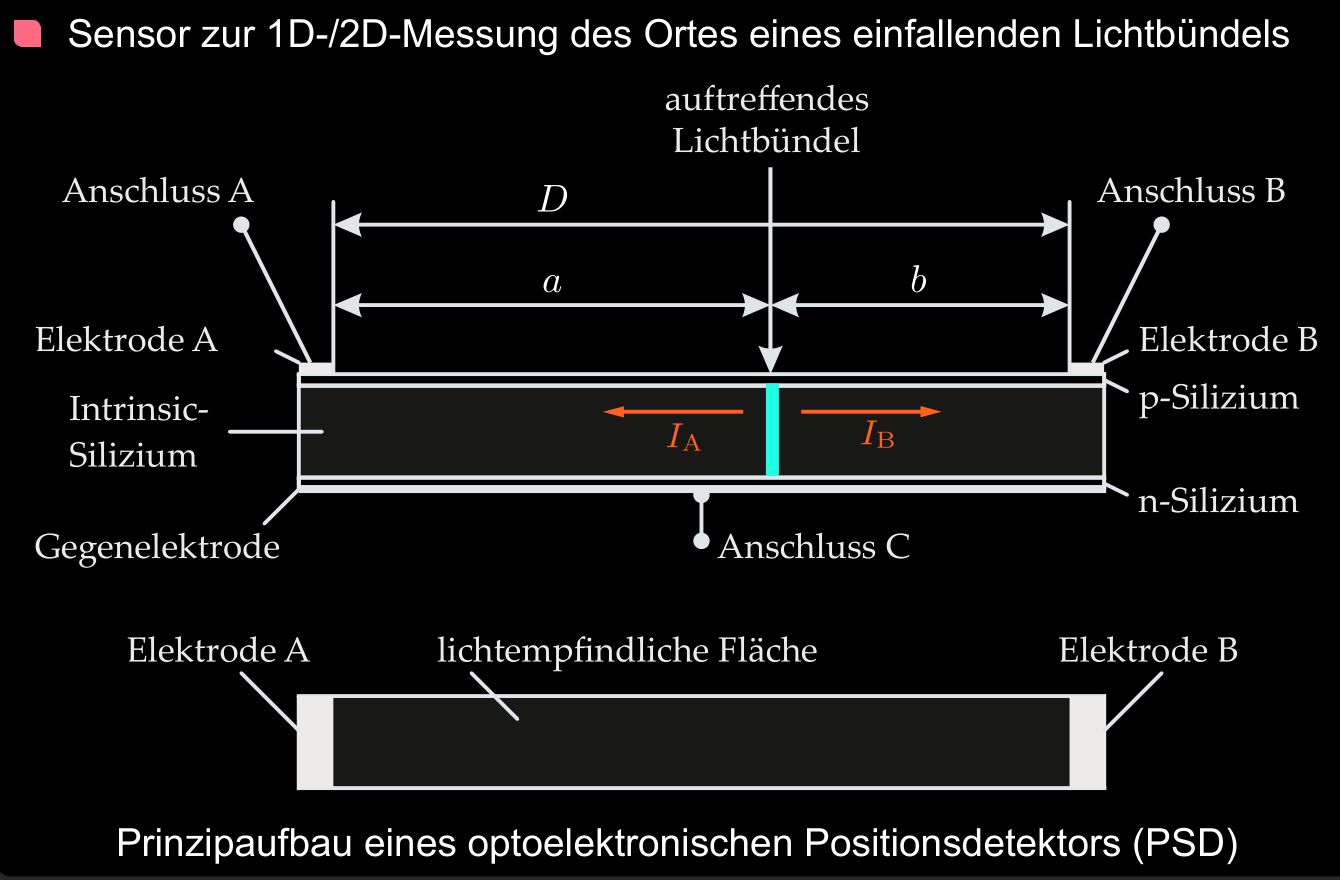 Sensor zur 1D-/2D-Messung des Ortes eines einfallenden Lichtbündels
auftreffendes
Lichtbündel
Anschluss A
D
Anschluss B
a
b
Elektrode A
Elektrode B
Intrinsic-
Silizium
p-Silizium
I_A
I_B
n-Silizium
Gegenelektrode
Anschluss C
Elektrode A
lichtempfindliche Fläche
Elektrode B
Prinzipaufbau eines optoelektronischen Positionsdetektors (PSD)